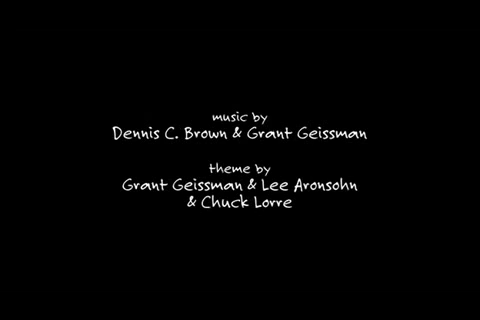 music by
Dennis C. Brown & Grant Geissman
theme by
Grant Geissman & Lee Aronsohn
& Chuck Lorre